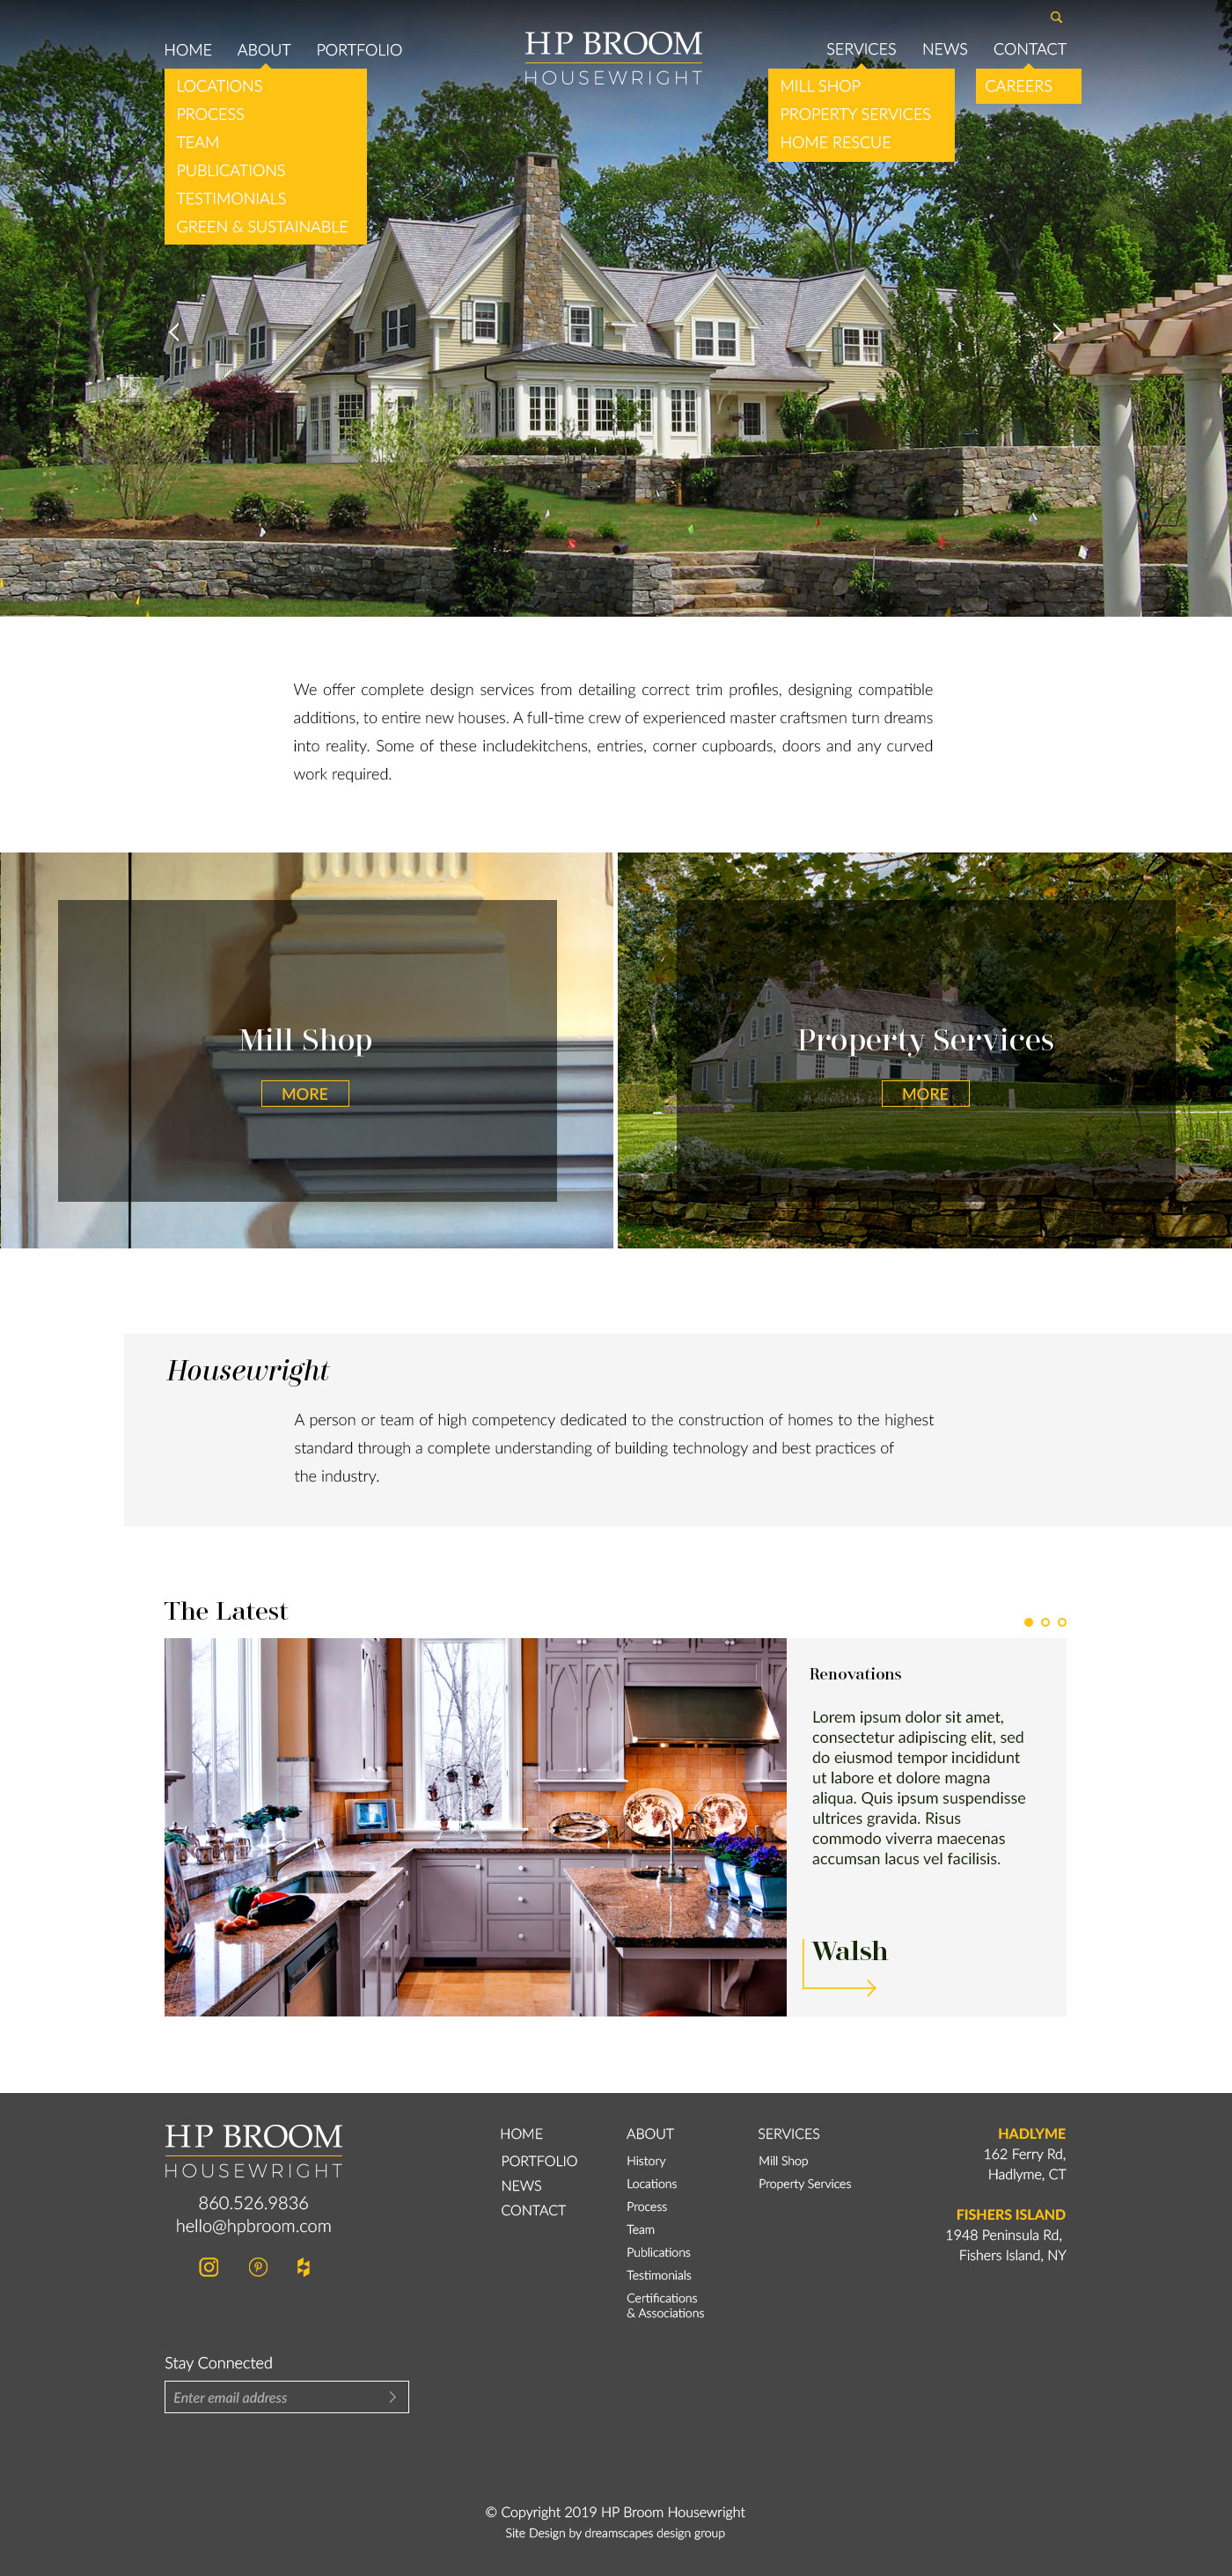 HOME ABOUT PORTFOLIO
HP BROOM
HOUSEWRIGHT
SERVICES NEWS CONTACT
LOCATIONS
PROCESS
TEAM
PUBLICATIONS
TESTIMONIALS
GREEN & SUSTAINABLE
MILL SHOP
PROPERTY SERVICES
HOME RESCUE
CAREERS
We offer complete design services from detailing correct trim profiles, designing compatible
additions, to entire new houses. A full-time crew of experienced master craftsmen turn dreams
into reality. Some of these includekitchens, entries, corner cupboards, doors and any curved
work required.
Mill Shop
MORE
Property Services
MORE
Housewright
A person or team of high competency dedicated to the construction of homes to the highest
standard through a complete understanding of building technology and best practices of
the industry.
The Latest
Renovations
Lorem ipsum dolor sit amet,
consectetur adipiscing elit, sed
do eiusmod tempor incididunt
ut labore et dolore magna
aliqua. Quis ipsum suspendisse
ultrices gravida. Risus
commodo viverra maecenas
accumsan lacus vel facilisis.
Walsh
HP BROOM
HOUSEWRIGHT
860.526.9836
hello@hpbroom.com
Stay Connected
Enter email address
HOME
PORTFOLIO
NEWS
CONTACT
ABOUT
History
Locations
Process
Team
Publications
Testimonials
Certifications
& Associations
SERVICES
Mill Shop
Property Services
HADLYME
162 Ferry Rd,
Hadlyme, CT
FISHERS ISLAND
1948 Peninsula Rd,
Fishers Island, NY
© Copyright 2019 HP Broom Housewright
Site Design by dreamscapes design group